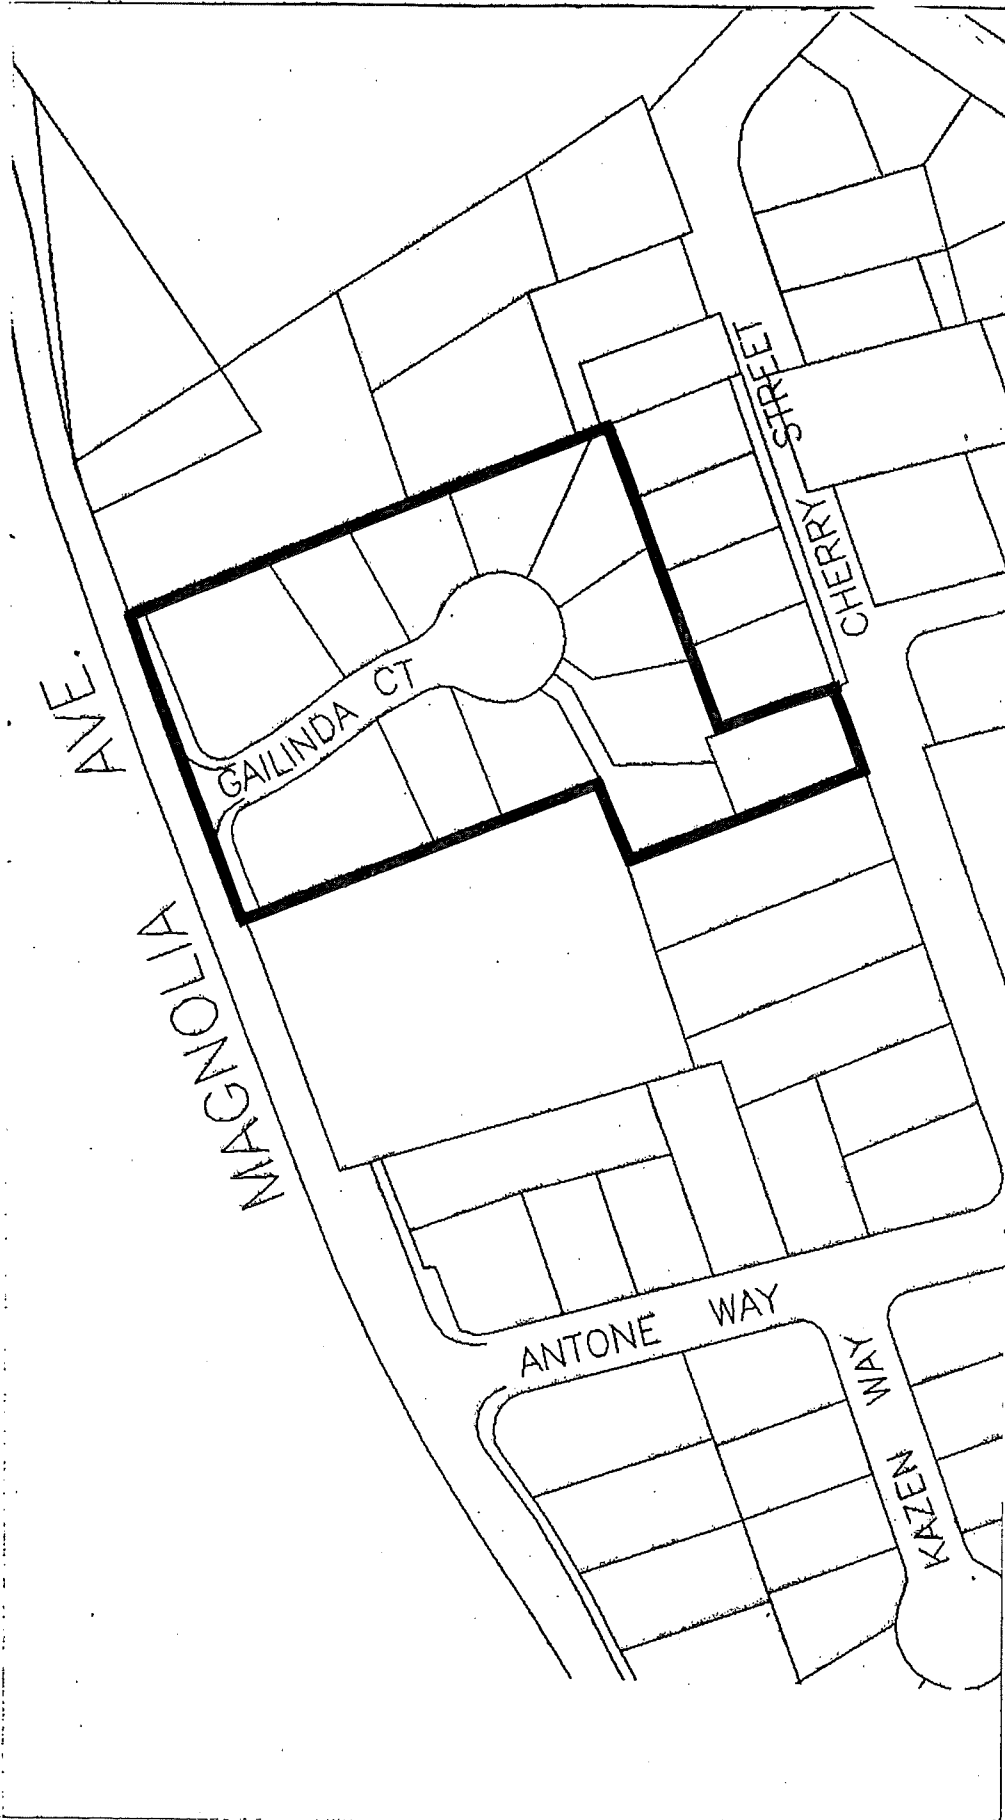 MAGNOLIA AVE.
GAILINDA CT
CHERRY STREET
ANTONE WAY
KAZEN WAY